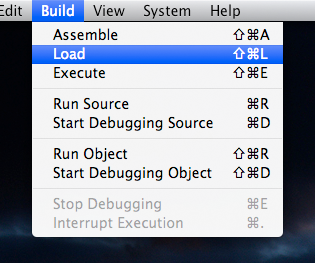 Edit Build View System Help
Assemble ⇧⌘A
Load ⇧⌘L
Execute ⇧⌘E
Run Source ⌘R
Start Debugging Source ⌘D
Run Object ⇧⌘R
Start Debugging Object ⇧⌘D
Stop Debugging ⌘E
Interrupt Execution ⌘.